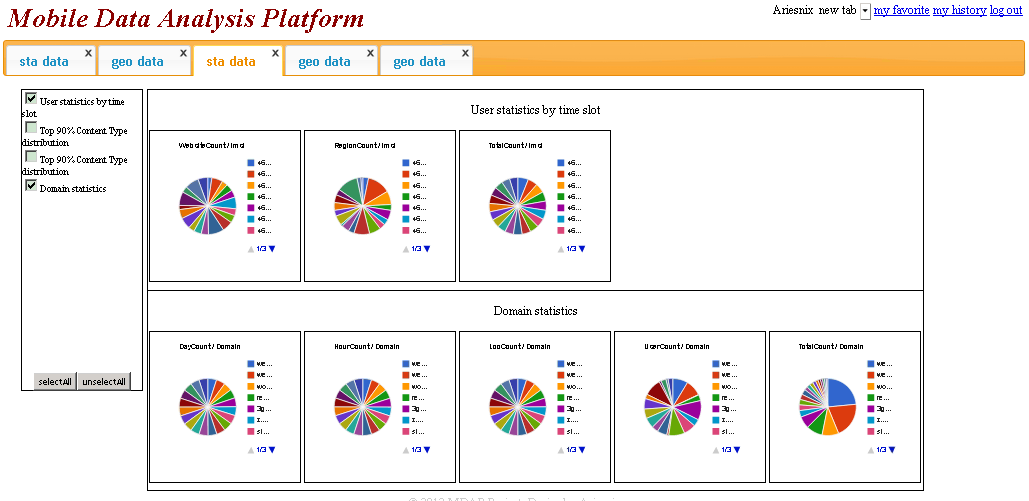 Mobile Data Analysis Platform
Ariesnix new tab my favorite my history log out
sta data
geo data
sta data
geo data
geo data
User statistics by time
slot
Top 90% Content Type
distribution
Top 90% Content Type
distribution
Domain statistics
selectAll unselectAll
User statistics by time slot
WebsiteCount / Imsi
46...
46...
46...
46...
46...
46...
46...
1/3
RegionCount / Imsi
46...
46...
46...
46...
46...
46...
46...
1/3
TotalCount / Imsi
46...
46...
46...
46...
46...
46...
46...
1/3
Domain statistics
DayCount / Domain
we...
we...
wo...
re...
3g...
z....
sl...
1/3
HourCount / Domain
we...
we...
wo...
re...
3g...
z....
sl...
1/3
LocCount / Domain
we...
we...
wo...
re...
3g...
z....
sl...
1/3
UserCount / Domain
we...
we...
wo...
re...
3g...
z....
sl...
1/3
TotalCount / Domain
we...
we...
wo...
re...
3g...
z....
sl...
1/3